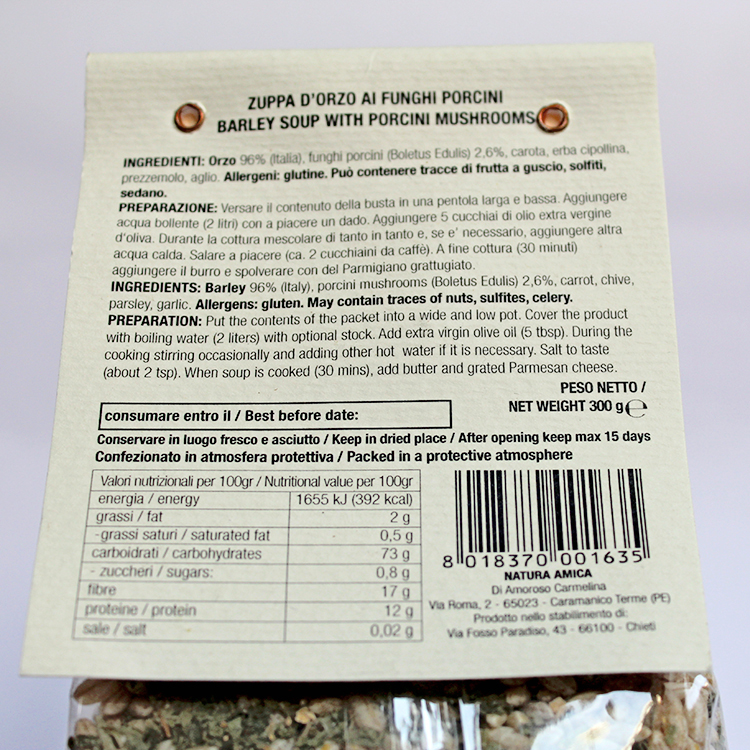 ZUPPA D'ORZO AI FUNGHI PORCINI
BARLEY SOUP WITH PORCINI MUSHROOMS
INGREDIENTI: Orzo 96% (Italia), funghi porcini (Boletus Edulis) 2,6%, carota, erba cipollina,
prezzemolo, aglio. Allergeni: glutine. Può contenere tracce di frutta a guscio, solfiti,
sedano.
PREPARAZIONE: Versare il contenuto della busta in una pentola larga e bassa. Aggiungere
acqua bollente (2 litri) con a piacere un dado. Aggiungere 5 cucchiai di olio extra vergine
d'oliva. Durante la cottura mescolare di tanto in tanto e, se e' necessario, aggiungere altra
acqua calda. Salare a piacere (ca. 2 cucchiaini da caffè). A fine cottura (30 minuti)
aggiungere il burro e spolverare con del Parmigiano grattugiato.
INGREDIENTS: Barley 96% (Italy), porcini mushrooms (Boletus Edulis) 2,6%, carrot, chive,
parsley, garlic. Allergens: gluten. May contain traces of nuts, sulfites, celery.
PREPARATION: Put the contents of the packet into a wide and low pot. Cover the product
with boiling water (2 liters) with optional stock. Add extra virgin olive oil (5 tbsp). During the
cooking stirring occasionally and adding other hot water if it is necessary. Salt to taste
(about 2 tsp). When soup is cooked (30 mins), add butter and grated Parmesan cheese.
PESO NETTO /
NET WEIGHT 300 g ℮
consumare entro il / Best before date:
Conservare in luogo fresco e asciutto / Keep in dried place / After opening keep max 15 days
Confezionato in atmosfera protettiva / Packed in a protective atmosphere
Valori nutrizionali per 100gr / Nutritional value per 100gr
energia / energy 1655 kJ (392 kcal)
grassi / fat 2 g
-grassi saturi / saturated fat 0,5 g
carboidrati / carbohydrates 73 g
- zuccheri / sugars: 0,8 g
fibre 17 g
proteine / protein 12 g
sale / salt 0,02 g
8 018370 001635
NATURA AMICA
Di Amoroso Carmelina
Via Roma, 2 - 65023 - Caramanico Terme (PE)
Prodotto nello stabilimento di:
Via Fosso Paradiso, 43 - 66100 - Chieti